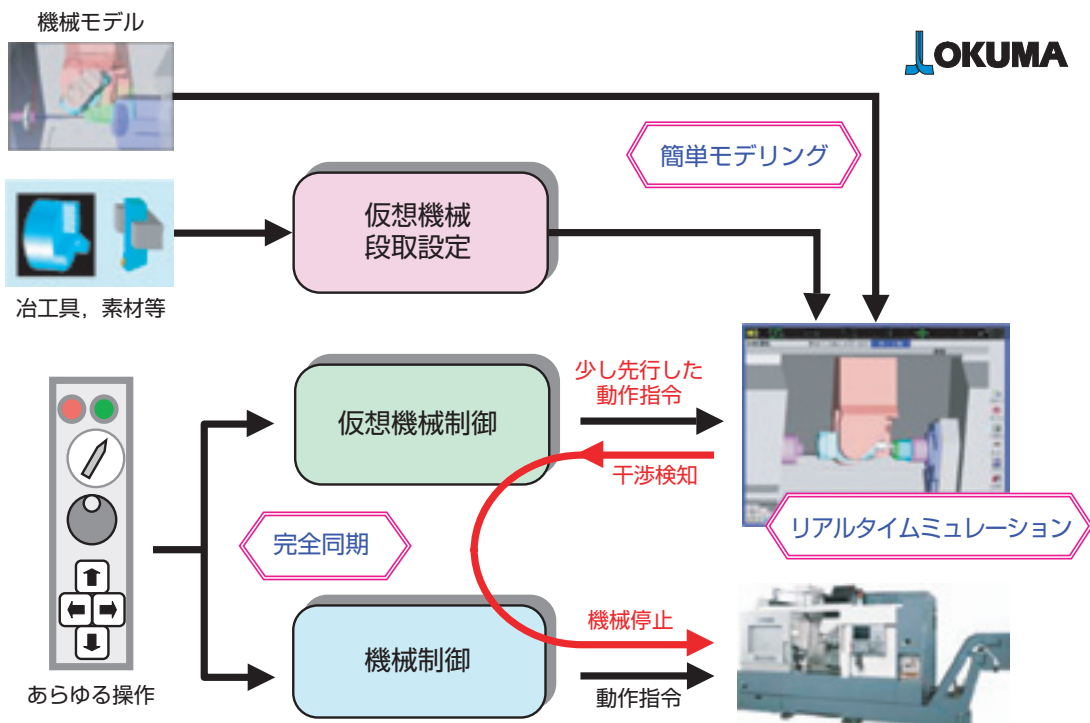 機械モデル
OKUMA
簡単モデリング
仮想機械
段取設定
冶工具，素材等
少し先行した
動作指令
仮想機械制御
干渉検知
リアルタイムミュレーション
完全同期
機械停止
機械制御
動作指令
あらゆる操作